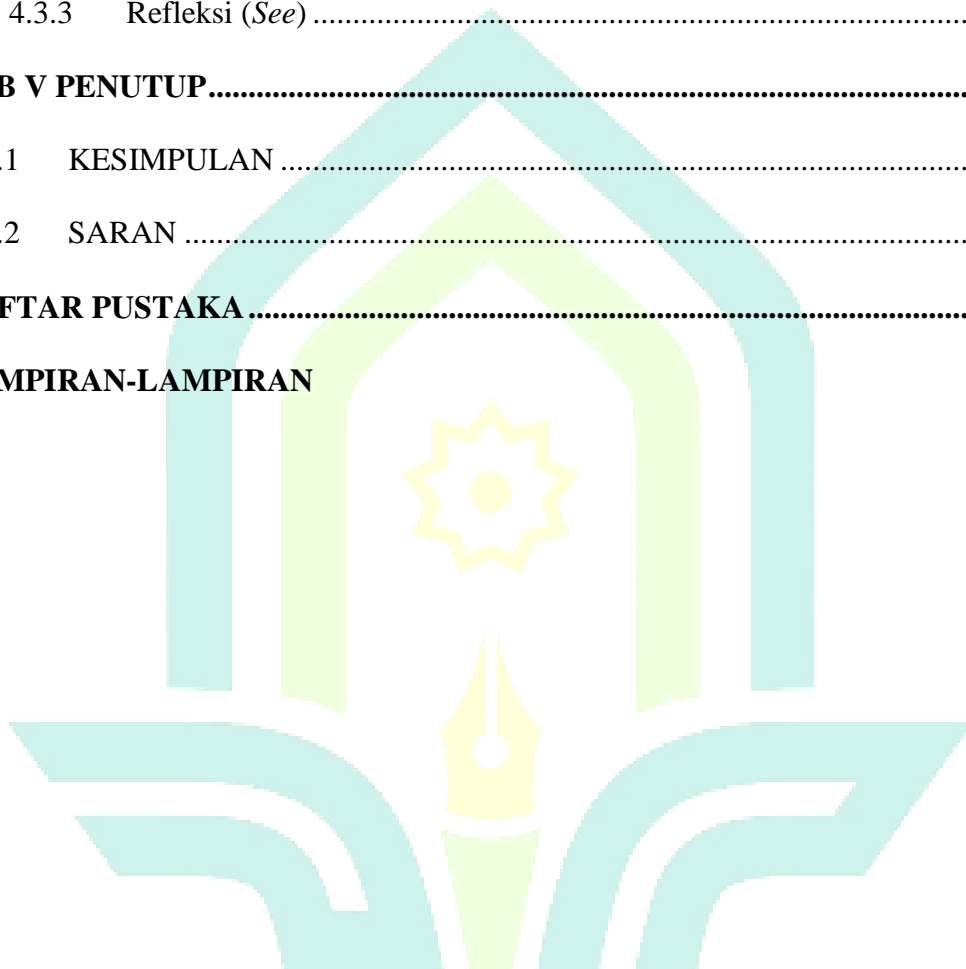 4.3.3 Refleksi (See) ........................................................................................
B V PENUTUP........................................................................................
.1 KESIMPULAN ........................................................................................
.2 SARAN ........................................................................................
FTAR PUSTAKA ........................................................................................
MPIRAN-LAMPIRAN